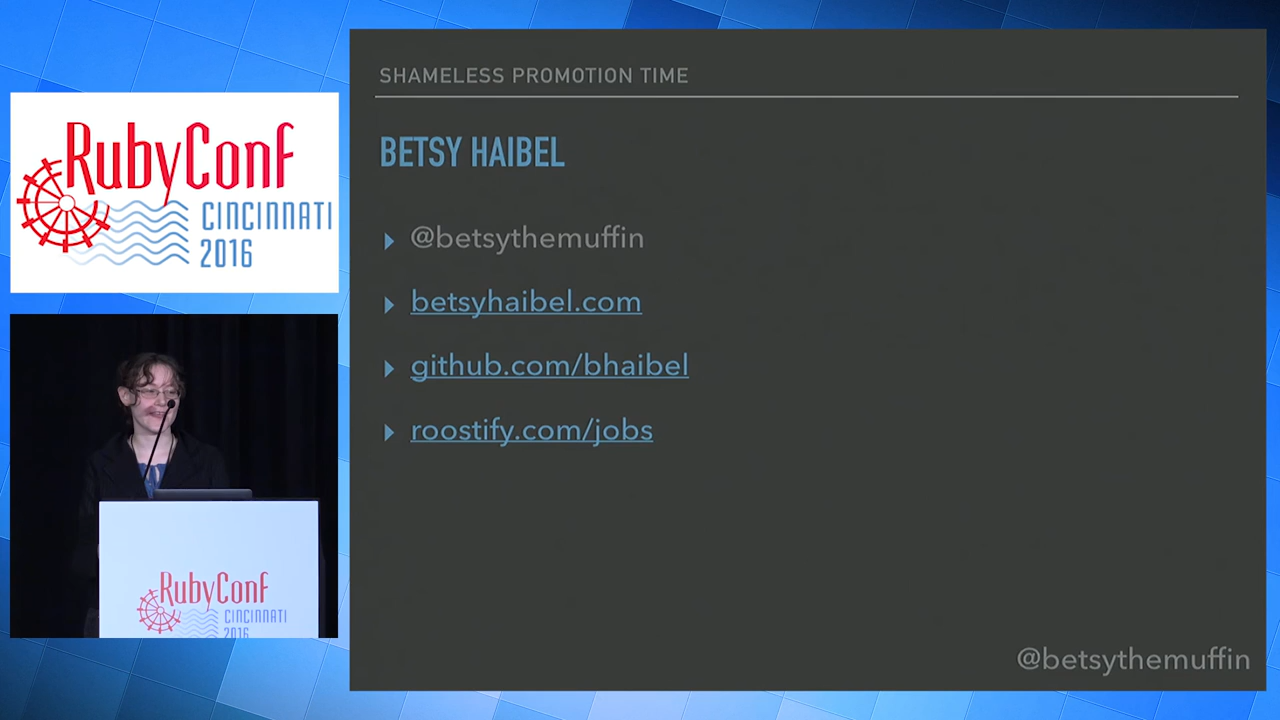 RubyConf
CINCINNATI
2016
SHAMELESS PROMOTION TIME
BETSY HAIBEL
@betsythemuffin
betsyhaibel.com
github.com/bhaibel
roostify.com/jobs
@betsythemuffin
RubyConf
CINCINNATI
2016